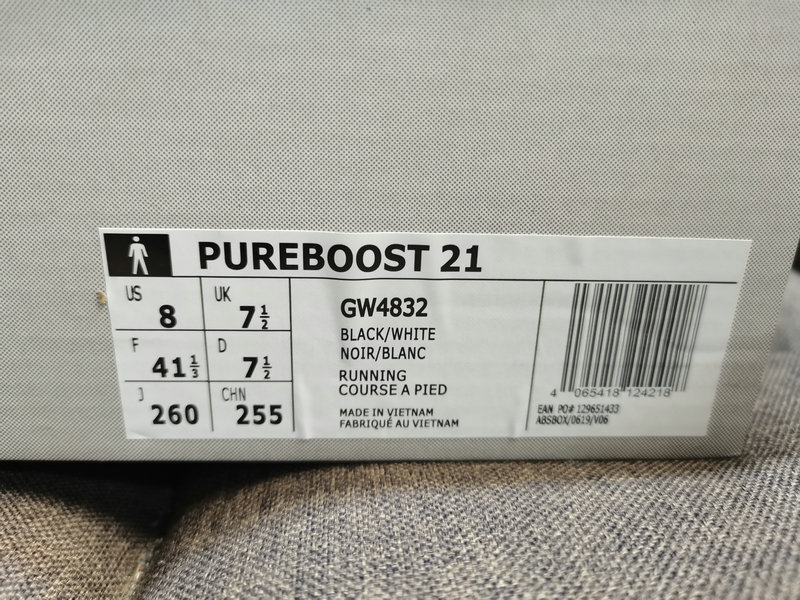 PUREBOOST 21
US 8 UK 7½
F 41⅓ D 7½
J 260 CHN 255
GW4832
BLACK/WHITE
NOIR/BLANC
RUNNING
COURSE A PIED
MADE IN VIETNAM
FABRIQUÉ AU VIETNAM
4 065418 124218
EAN PO# 129651433
ABSBOX/0619/V06